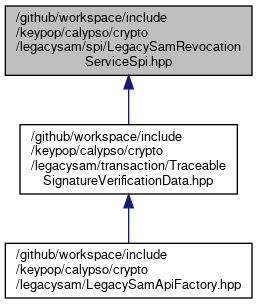 /github/workspace/include
/keypop/calypso/crypto
/legacysam/spi/LegacySamRevocation
ServiceSpi.hpp
/github/workspace/include
/keypop/calypso/crypto
/legacysam/transaction/Traceable
SignatureVerificationData.hpp
/github/workspace/include
/keypop/calypso/crypto
/legacysam/LegacySamApiFactory.hpp